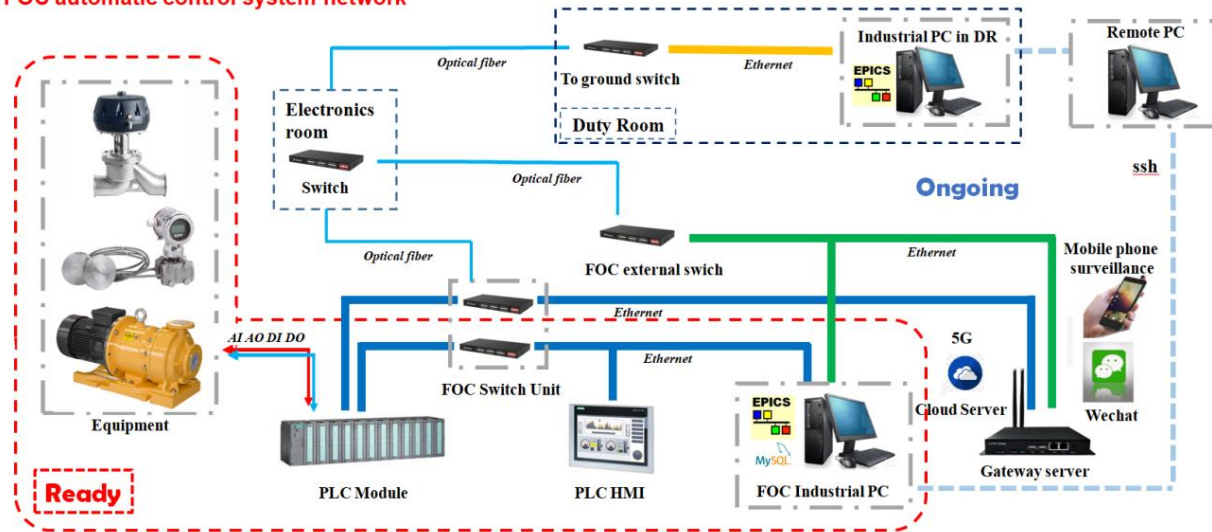 FOC automatic control system network
Optical fiber
To ground switch
Ethernet
Industrial PC in DR
EPICS
Remote PC
Duty Room
Electronics
room
Switch
Optical fiber
ssh
Ongoing
Optical fiber
FOC external swich
Ethernet
Mobile phone
surveillance
Ethernet
AI AO DI DO
Ethernet
FOC Switch Unit
5G
Cloud Server
Wechat
Equipment
EPICS
MySQL
Gateway server
Ready
PLC Module
PLC HMI
FOC Industrial PC